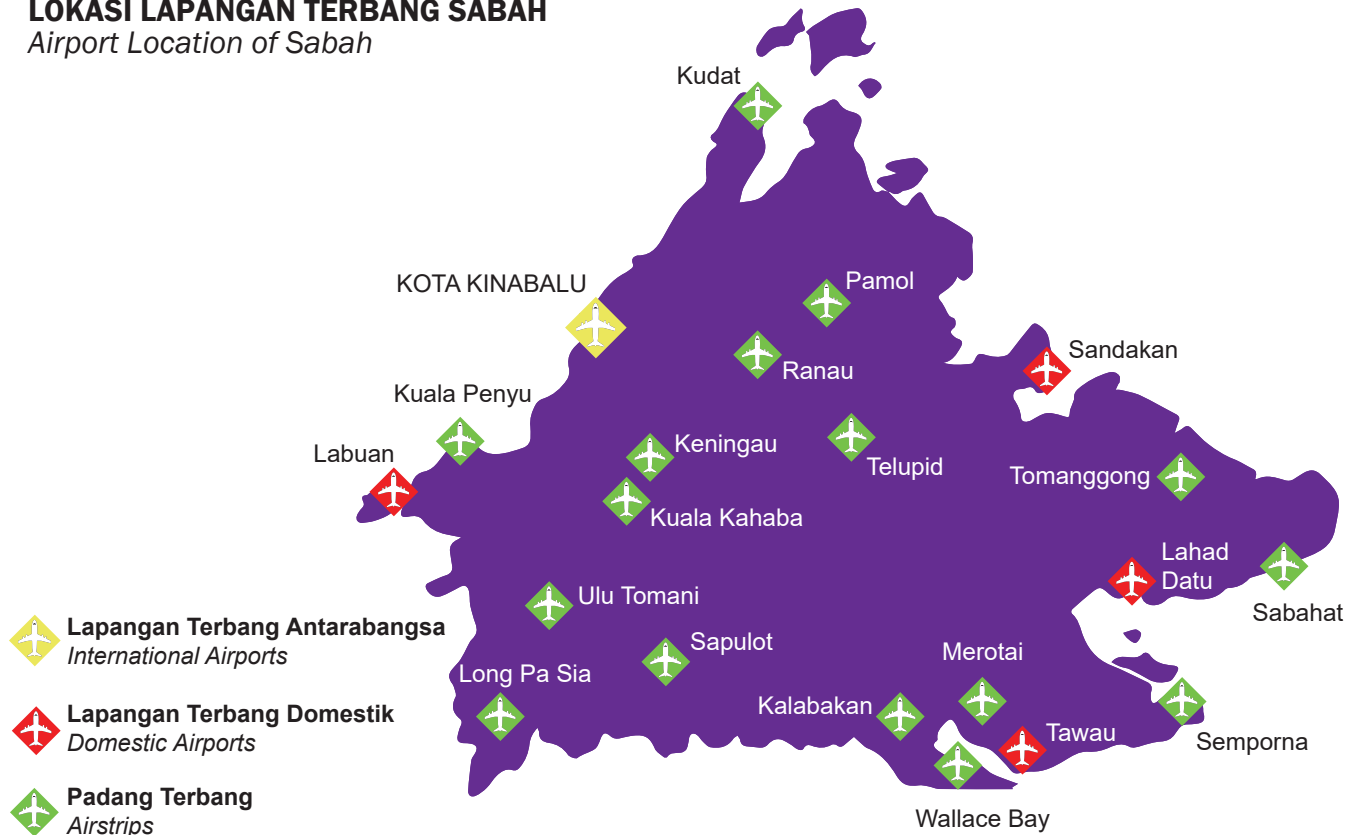 LOKASI LAPANGAN TERBANG SABAH
Airport Location of Sabah
Kudat
KOTA KINABALU
Pamol
Ranau
Sandakan
Kuala Penyu
Labuan
Keningau
Telupid
Tomanggong
Kuala Kahaba
Lahad
Datu
Ulu Tomani
Sabahat
Sapulot
Merotai
Long Pa Sia
Kalabakan
Tawau
Semporna
Wallace Bay
Lapangan Terbang Antarabangsa
International Airports
Lapangan Terbang Domestik
Domestic Airports
Padang Terbang
Airstrips